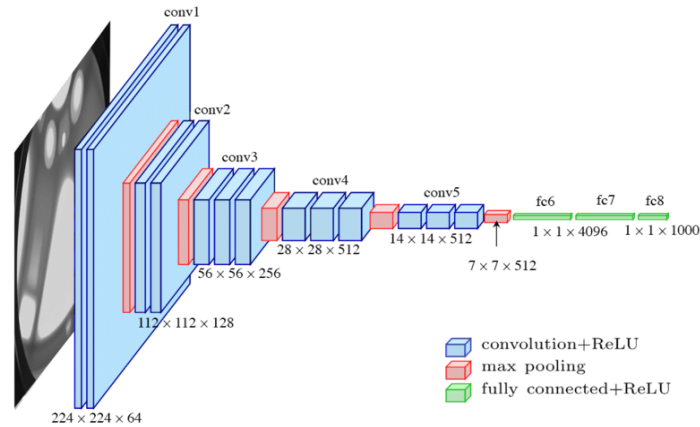 conv1
conv2
conv3
conv4
conv5
fc6
fc7
fc8
1 × 1 × 4096
1 × 1 × 1000
14 × 14 × 512
28 × 28 × 512
7 × 7 × 512
56 × 56 × 256
112 × 112 × 128
224 × 224 × 64
convolution+ReLU
max pooling
fully connected+ReLU